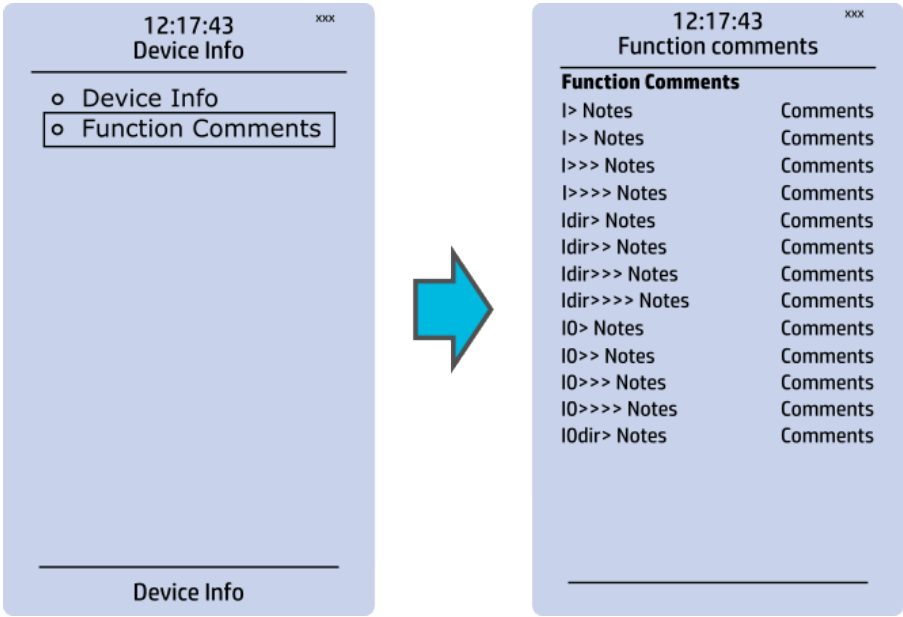 12:17:43 xxx
Device Info
Device Info
Function Comments
Device Info
12:17:43 xxx
Function comments
Function Comments
I> Notes Comments
I>> Notes Comments
I>>> Notes Comments
I>>>> Notes Comments
Idir> Notes Comments
Idir>> Notes Comments
Idir>>> Notes Comments
Idir>>>> Notes Comments
I0> Notes Comments
I0>> Notes Comments
I0>>> Notes Comments
I0>>>> Notes Comments
I0dir> Notes Comments